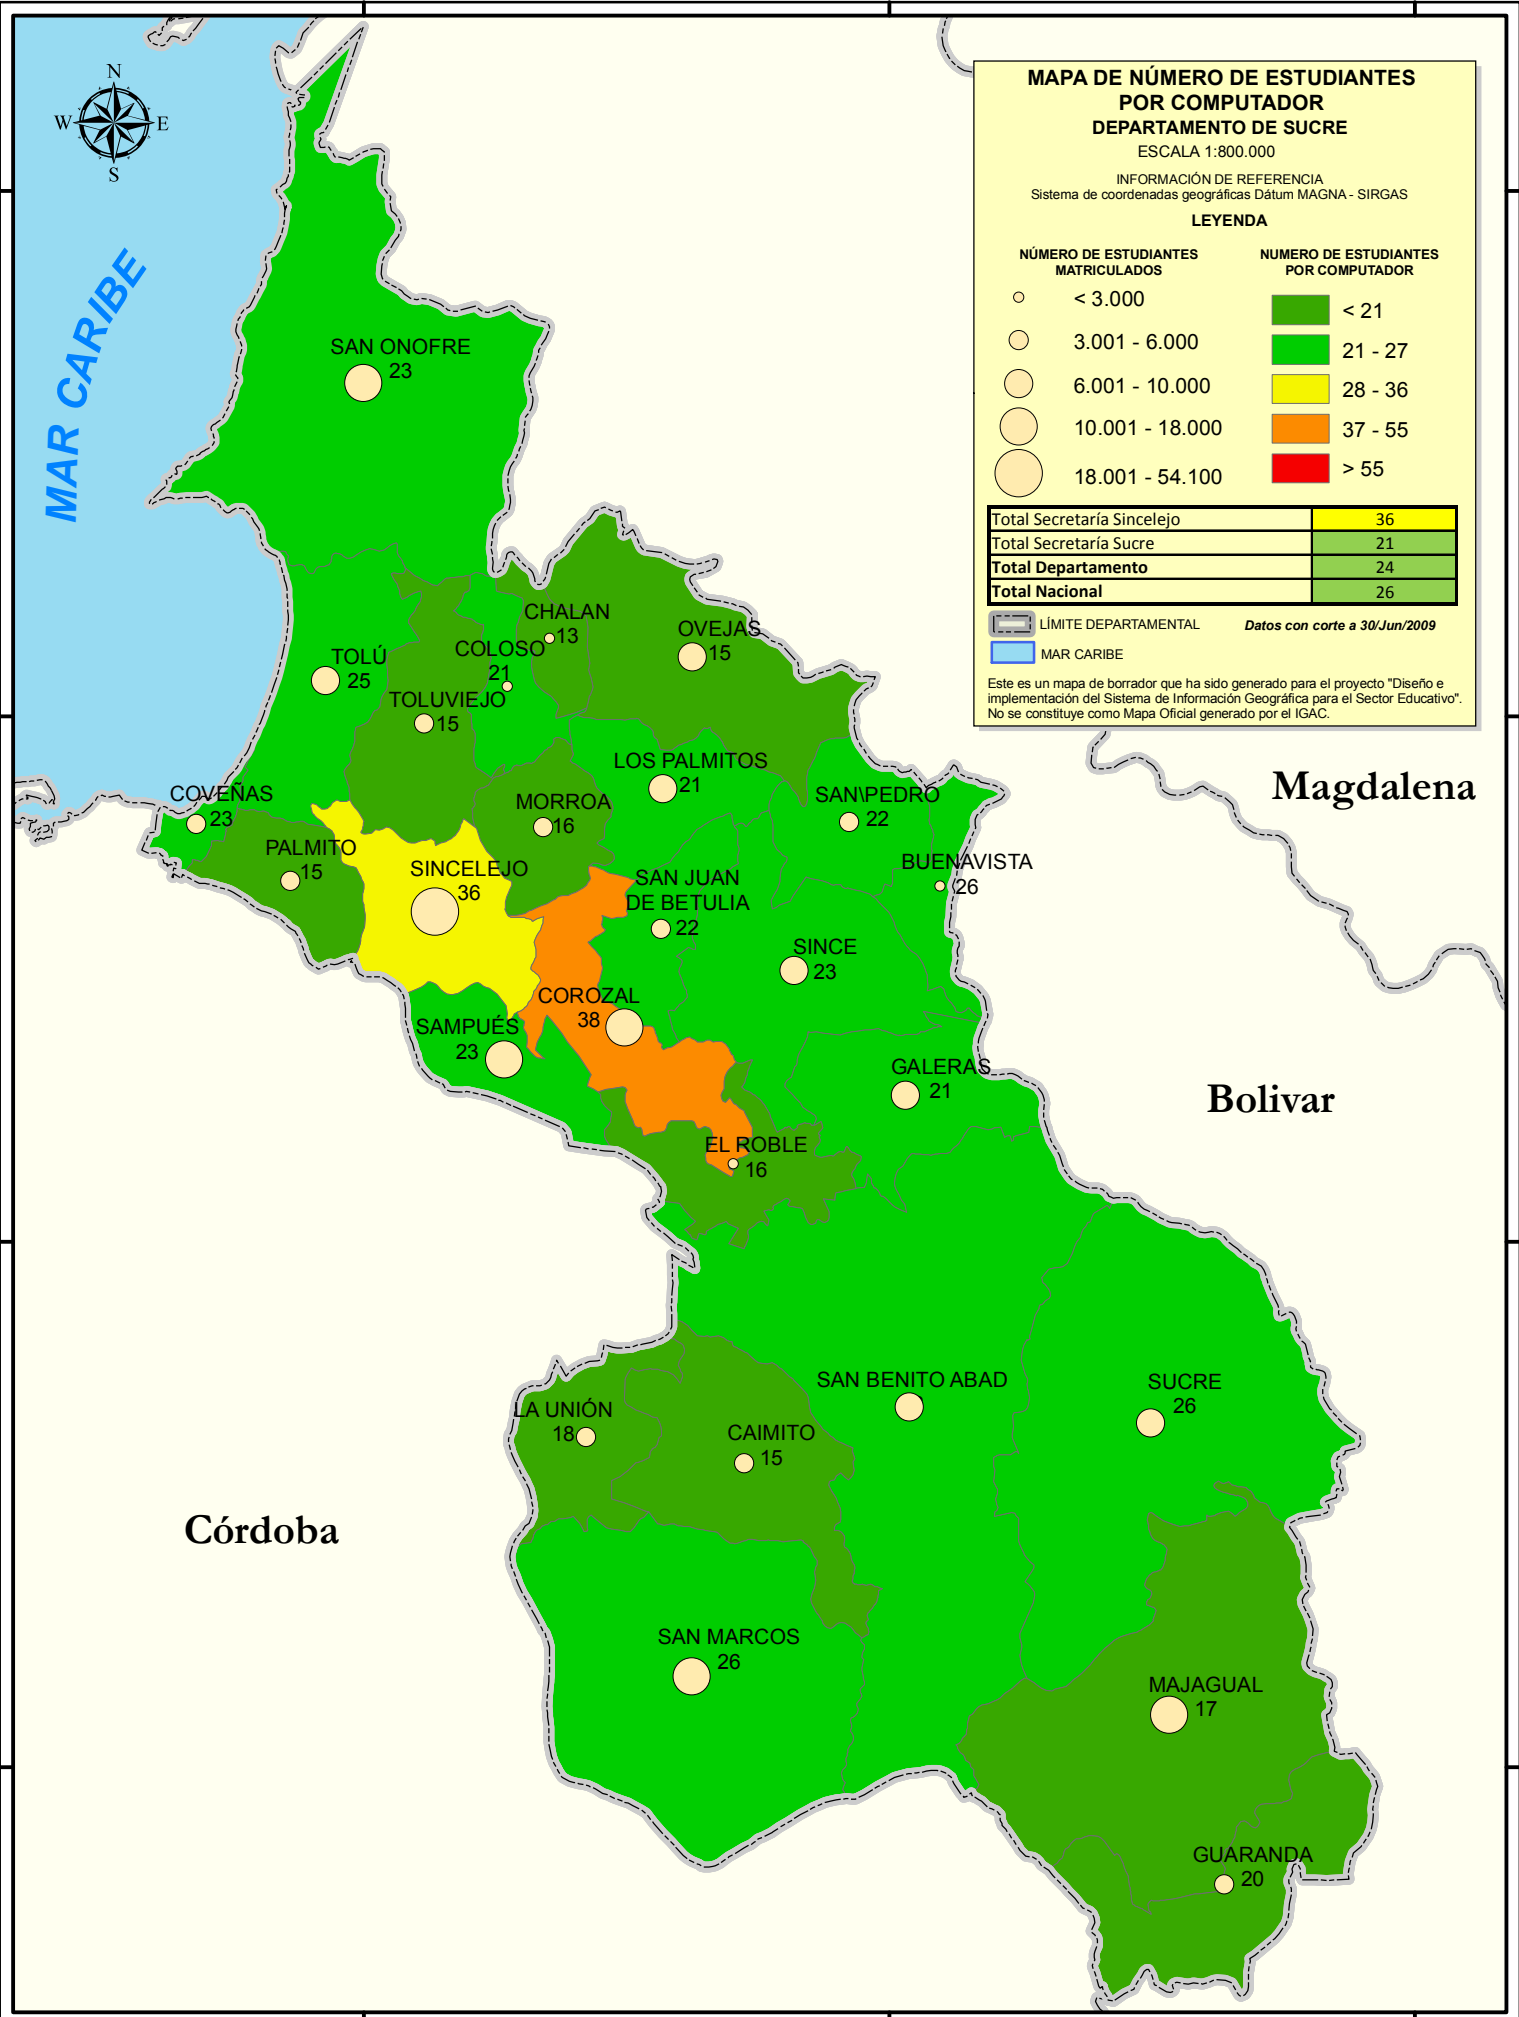 N
W E
S
MAR CARIBE
MAPA DE NÚMERO DE ESTUDIANTES
POR COMPUTADOR
DEPARTAMENTO DE SUCRE
ESCALA 1:800.000
INFORMACIÓN DE REFERENCIA
Sistema de coordenadas geográficas Dátum MAGNA - SIRGAS
LEYENDA
NÚMERO DE ESTUDIANTES
MATRICULADOS
< 3.000
3.001 - 6.000
6.001 - 10.000
10.001 - 18.000
18.001 - 54.100
NUMERO DE ESTUDIANTES
POR COMPUTADOR
< 21
21 - 27
28 - 36
37 - 55
> 55
Total Secretaría Sincelejo 36
Total Secretaría Sucre 21
Total Departamento 24
Total Nacional 26
LÍMITE DEPARTAMENTAL
Datos con corte a 30/Jun/2009
MAR CARIBE
Este es un mapa de borrador que ha sido generado para el proyecto "Diseño e
implementación del Sistema de Información Geográfica para el Sector Educativo".
No se constituye como Mapa Oficial generado por el IGAC.
SAN ONOFRE
23
CHALAN
13
OVEJAS
15
COLOSO
21
TOLÚ
25
TOLUVIEJO
15
LOS PALMITOS
21
COVEÑAS
23
MORROA
16
SAN\PEDRO
22
PALMITO
15
SINCELEJO
36
BUENAVISTA
26
SAN JUAN
DE BETULIA
22
SINCE
23
COROZAL
38
SAMPUÉS
23
GALERAS
21
EL ROBLE
16
SAN BENITO ABAD
SUCRE
26
LA UNIÓN
18
CAIMITO
15
SAN MARCOS
26
MAJAGUAL
17
GUARANDA
20
Magdalena
Bolivar
Córdoba